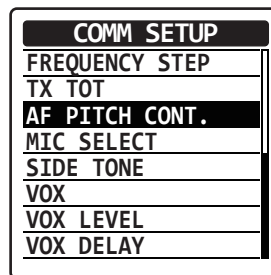 COMM SETUP
FREQUENCY STEP
TX TOT
AF PITCH CONT.
MIC SELECT
SIDE TONE
VOX
VOX LEVEL
VOX DELAY